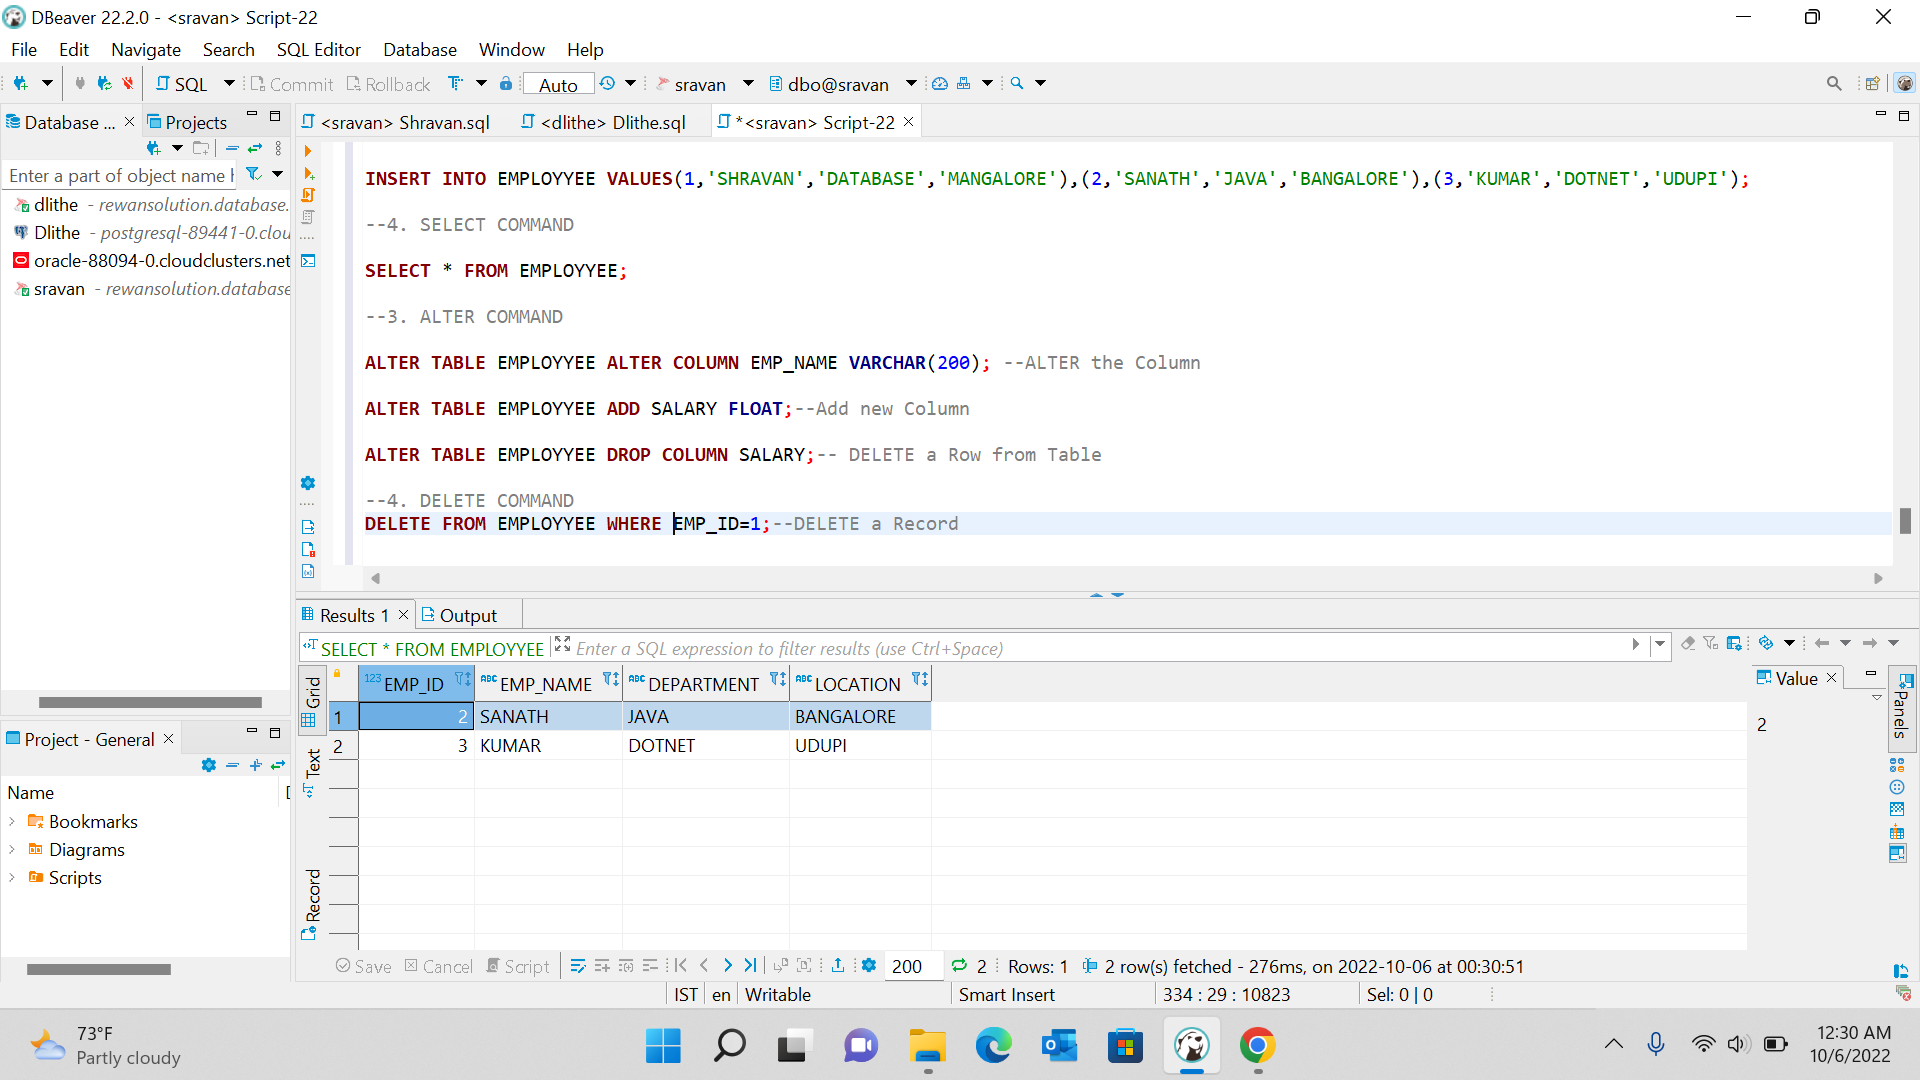 DBeaver 22.2.0 - <sravan> Script-22
File Edit Navigate Search SQL Editor Database Window Help
SQL Commit Rollback Auto sravan dbo@sravan
Database ... Projects
Enter a part of object name h
dlithe - rewansolution.database.
Dlithe - postgresql-89441-0.clou
oracle-88094-0.cloudclusters.net
sravan - rewansolution.database
<sravan> Shravan.sql <dlithe> Dlithe.sql *<sravan> Script-22
INSERT INTO EMPLOYYEE VALUES(1,'SHRAVAN','DATABASE','MANGALORE'),(2,'SANATH','JAVA','BANGALORE'),(3,'KUMAR','DOTNET','UDUPI');
--4. SELECT COMMAND
SELECT * FROM EMPLOYYEE;
--3. ALTER COMMAND
ALTER TABLE EMPLOYYEE ALTER COLUMN EMP_NAME VARCHAR(200); --ALTER the Column
ALTER TABLE EMPLOYYEE ADD SALARY FLOAT;--Add new Column
ALTER TABLE EMPLOYYEE DROP COLUMN SALARY;-- DELETE a Row from Table
--4. DELETE COMMAND
DELETE FROM EMPLOYYEE WHERE EMP_ID=1;--DELETE a Record
Project - General
Name
Bookmarks
Diagrams
Scripts
Results 1 Output
SELECT * FROM EMPLOYYEE Enter a SQL expression to filter results (use Ctrl+Space)
Grid
Text
Record
123 EMP_ID ABC EMP_NAME ABC DEPARTMENT ABC LOCATION
1 2 SANATH JAVA BANGALORE
2 3 KUMAR DOTNET UDUPI
Value
2
Panels
Save Cancel Script 200 2 Rows: 1 2 row(s) fetched - 276ms, on 2022-10-06 at 00:30:51
IST en Writable Smart Insert 334 : 29 : 10823 Sel: 0 | 0
73°F
Partly cloudy
12:30 AM
10/6/2022